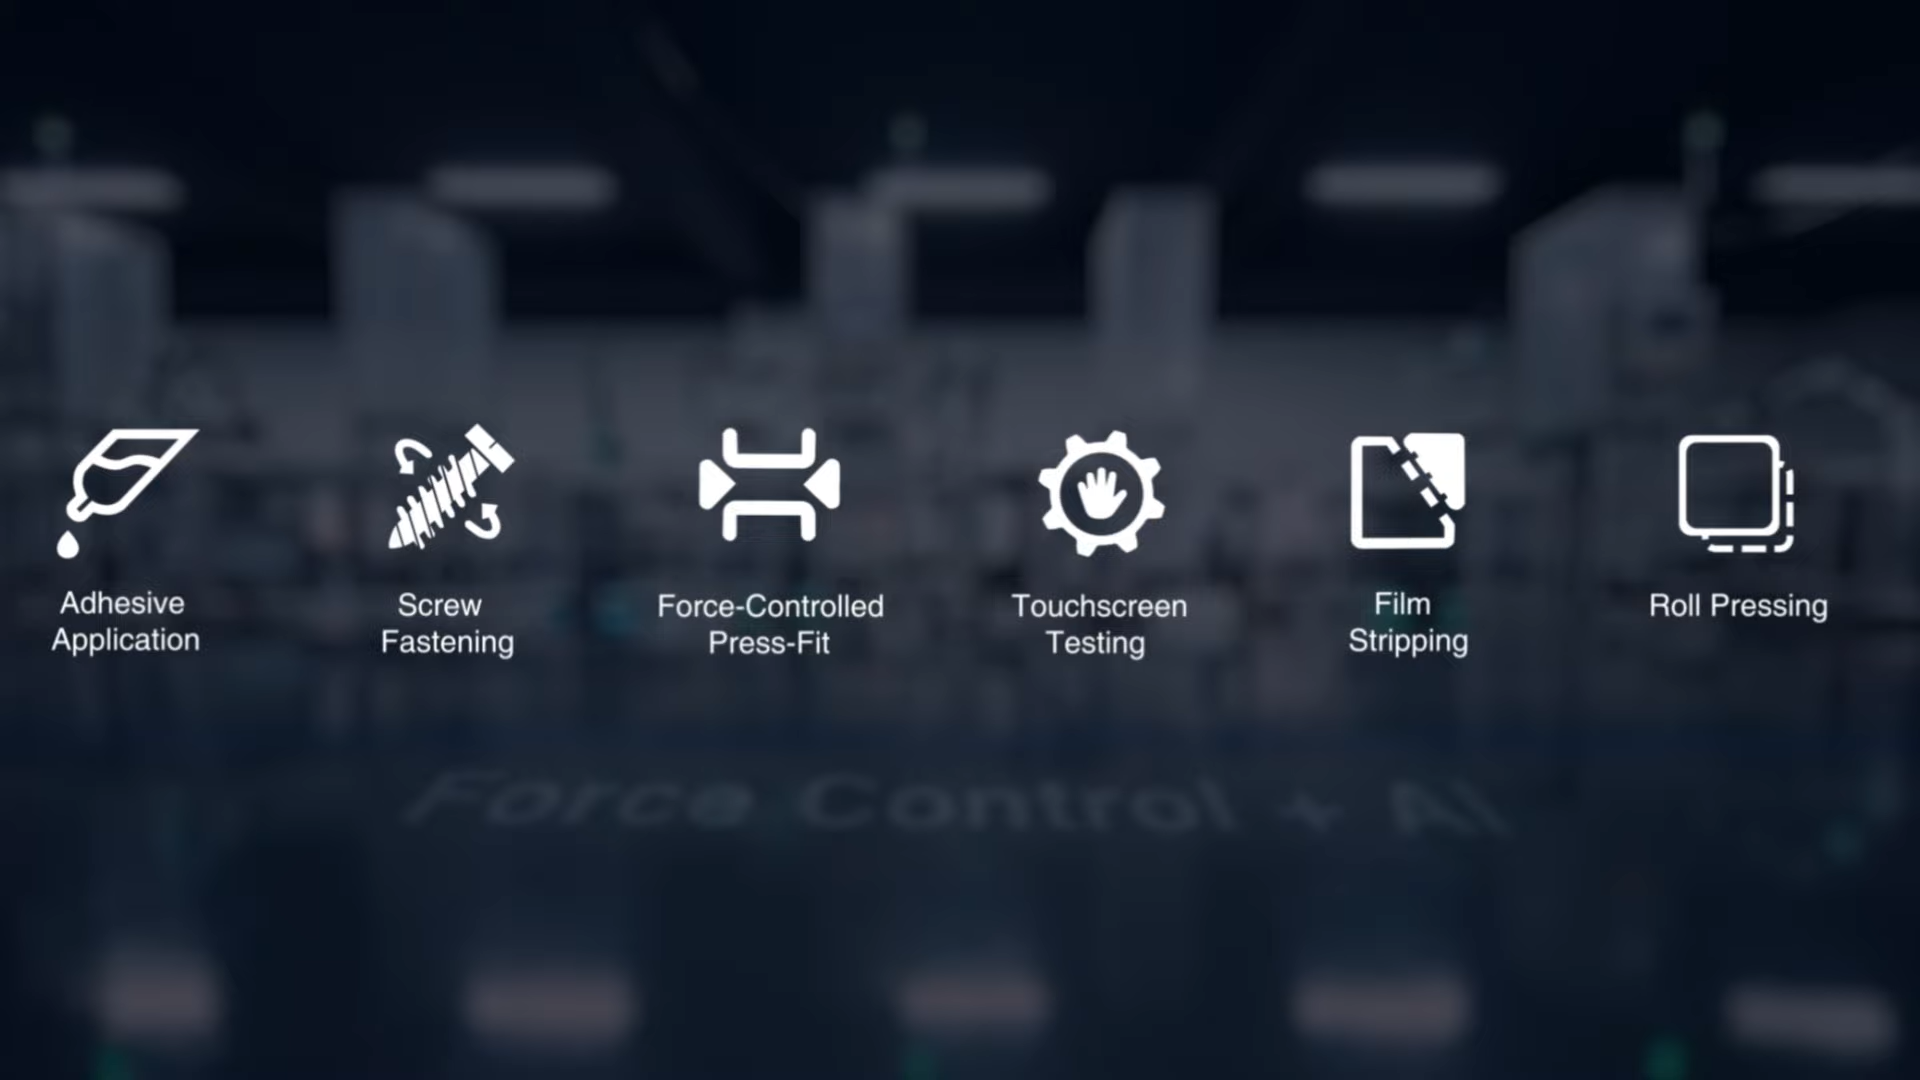 Adhesive
Application
Screw
Fastening
Force-Controlled
Press-Fit
Touchscreen
Testing
Film
Stripping
Roll Pressing
Force Control + AI